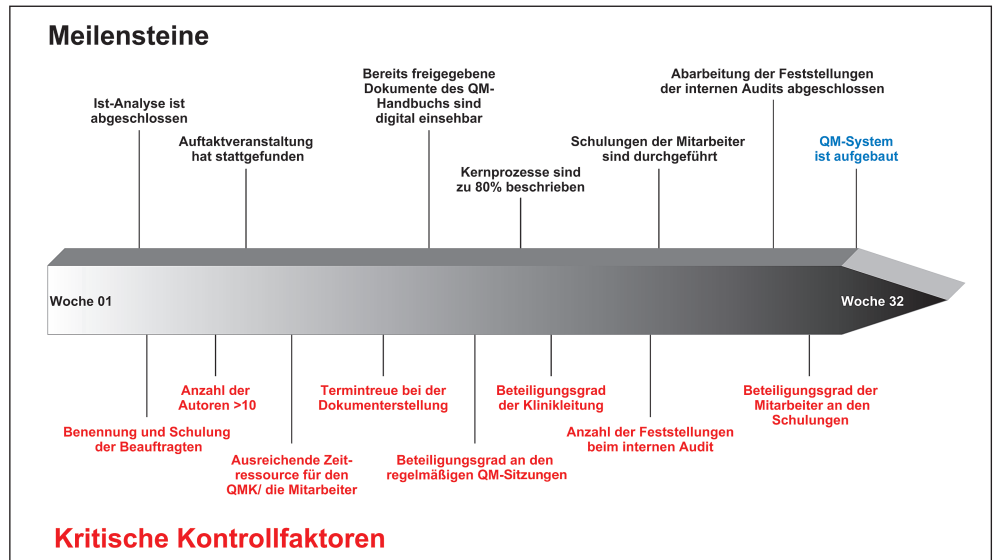 Meilensteine
Ist-Analyse ist
abgeschlossen
Auftaktveranstaltung
hat stattgefunden
Bereits freigegebene
Dokumente des QM-
Handbuchs sind
digital einsehbar
Kernprozesse sind
zu 80% beschrieben
Schulungen der Mitarbeiter
sind durchgeführt
Abarbeitung der Feststellungen
der internen Audits abgeschlossen
QM-System
ist aufgebaut
Woche 01
Woche 32
Benennung und Schulung
der Beauftragten
Anzahl der
Autoren >10
Ausreichende Zeit-
ressource für den
QMK/ die Mitarbeiter
Termintreue bei der
Dokumenterstellung
Beteiligungsgrad an den
regelmäßigen QM-Sitzungen
Beteiligungsgrad
der Klinikleitung
Anzahl der Feststellungen
beim internen Audit
Beteiligungsgrad der
Mitarbeiter an den
Schulungen
Kritische Kontrollfaktoren